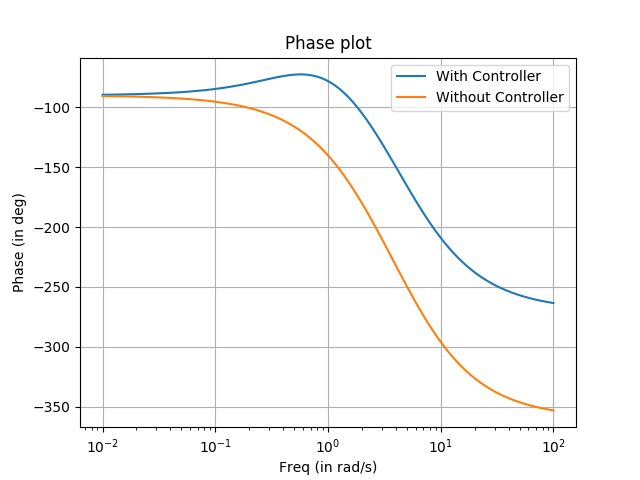 Phase plot
With Controller
Without Controller
Phase (in deg)
−100
−150
−200
−250
−300
−350
10⁻² 10⁻¹ 10⁰ 10¹ 10²
Freq (in rad/s)